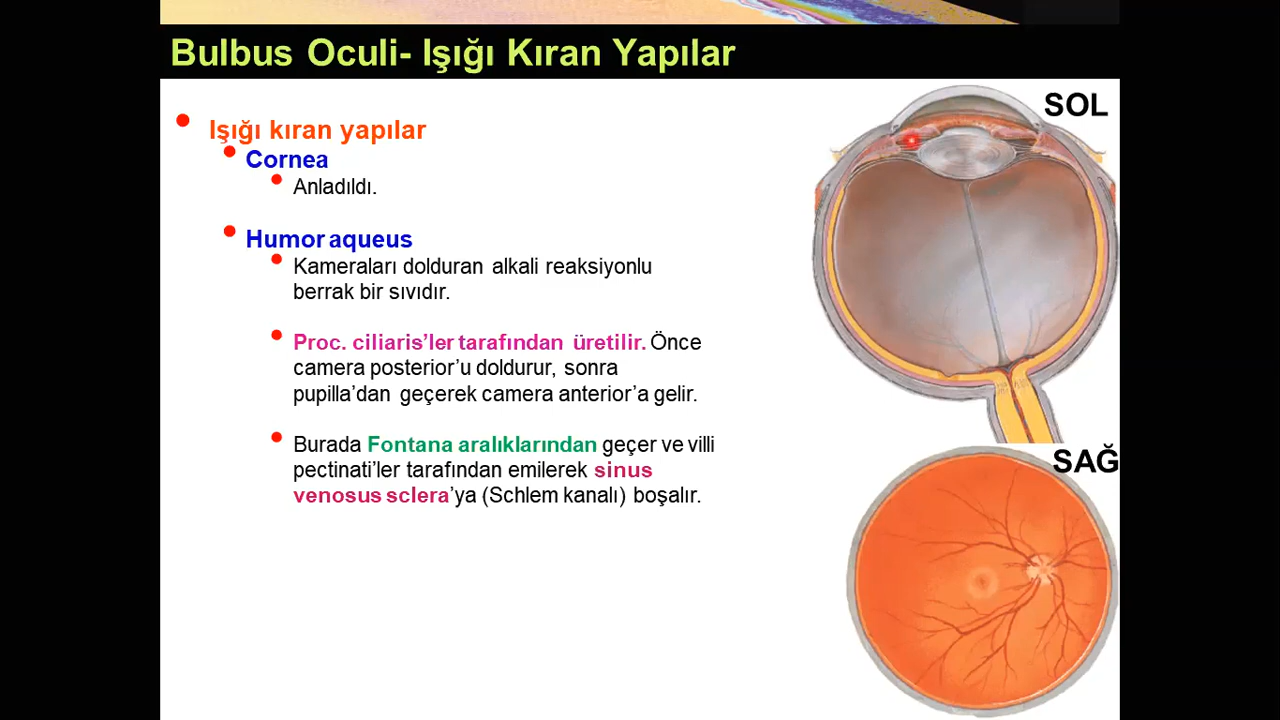 Bulbus Oculi- Işığı Kıran Yapılar
SOL
Işığı kıran yapılar
Cornea
Anladıldı.
Humor aqueus
Kameraları dolduran alkali reaksiyonlu
berrak bir sıvıdır.
Proc. ciliaris’ler tarafından üretilir. Önce
camera posterior’u doldurur, sonra
pupilla’dan geçerek camera anterior’a gelir.
Burada Fontana aralıklarından geçer ve villi
pectinati’ler tarafından emilerek sinus
venosus sclera’ya (Schlem kanalı) boşalır.
SAĞ